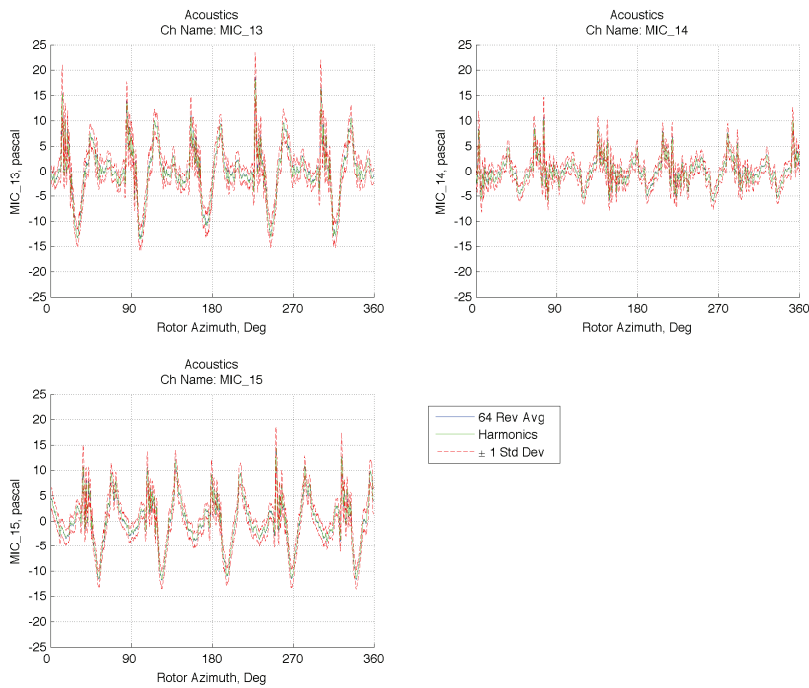 Acoustics
Ch Name: MIC_13
25
20
15
10
5
0
-5
-10
-15
-20
-25
MIC_13, pascal
0 90 180 270 360
Rotor Azimuth, Deg
Acoustics
Ch Name: MIC_14
25
20
15
10
5
0
-5
-10
-15
-20
-25
MIC_14, pascal
0 90 180 270 360
Rotor Azimuth, Deg
Acoustics
Ch Name: MIC_15
25
20
15
10
5
0
-5
-10
-15
-20
-25
MIC_15, pascal
0 90 180 270 360
Rotor Azimuth, Deg
64 Rev Avg
Harmonics
± 1 Std Dev